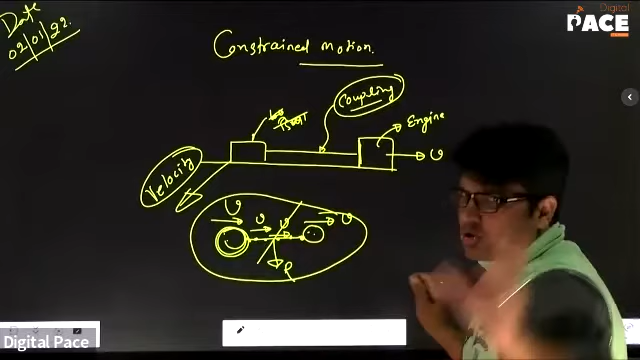 Date
02/01/22.
Constrained motion.
Digital
PACE
Coupling
Engine
Velocity
υ
υ υ υ υ
P
Digital Pace